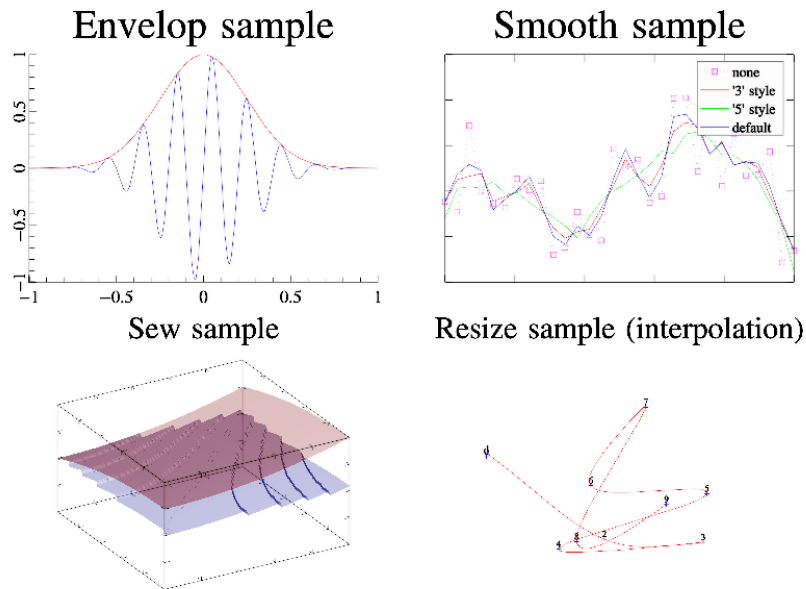 Envelop sample
Smooth sample
1
0.5
0
−0.5
−1
−1
−0.5
0
0.5
1
none
'3' style
'5' style
default
Sew sample
Resize sample (interpolation)
7
6
5
9
2
8
4
3